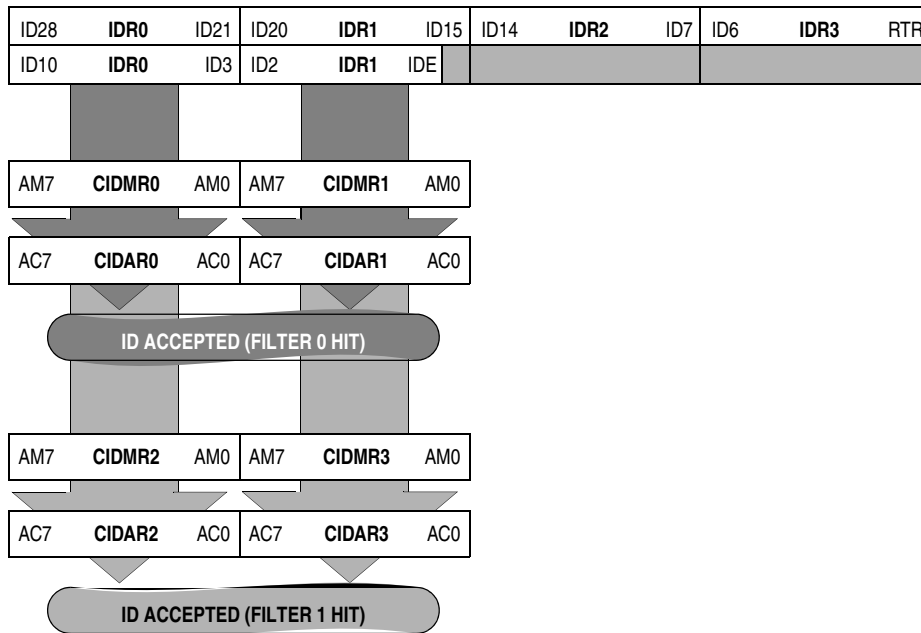 ID28 IDR0 ID21 ID20 IDR1 ID15 ID14 IDR2 ID7 ID6 IDR3 RTR
ID10 IDR0 ID3 ID2 IDR1 IDE
AM7 CIDMR0 AM0 AM7 CIDMR1 AM0
AC7 CIDAR0 AC0 AC7 CIDAR1 AC0
ID ACCEPTED (FILTER 0 HIT)
AM7 CIDMR2 AM0 AM7 CIDMR3 AM0
AC7 CIDAR2 AC0 AC7 CIDAR3 AC0
ID ACCEPTED (FILTER 1 HIT)